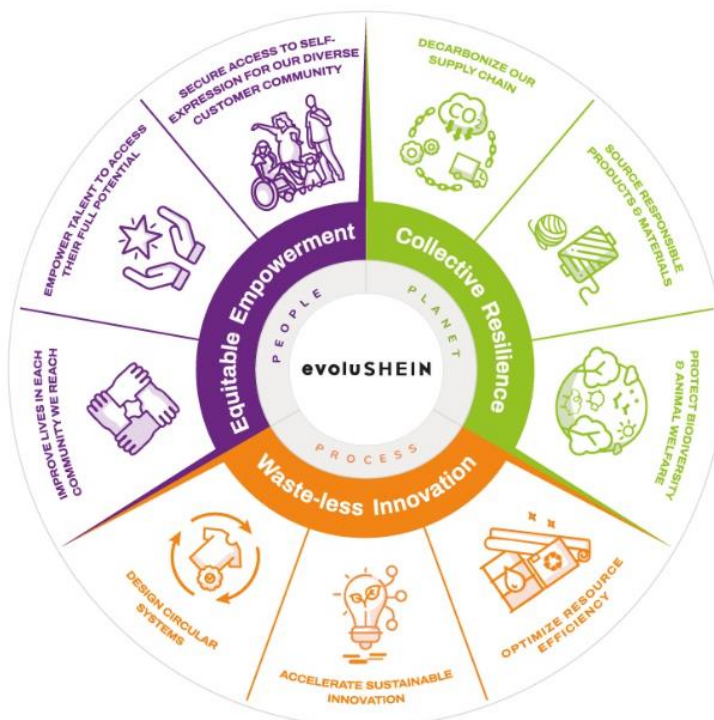 SECURE ACCESS TO SELF-
EXPRESSION FOR OUR DIVERSE
CUSTOMER COMMUNITY
DECARBONIZE OUR
SUPPLY CHAIN
EMPOWER TALENT TO ACCESS
THEIR FULL POTENTIAL
SOURCE RESPONSIBLE
PRODUCTS & MATERIALS
CO2
Equitable Empowerment
Collective Resilience
PEOPLE
PLANET
evoluSHEIN
IMPROVE LIVES IN EACH
COMMUNITY WE REACH
PROTECT BIODIVERSITY
& ANIMAL WELFARE
PROCESS
Waste-less Innovation
DESIGN CIRCULAR
SYSTEMS
ACCELERATE SUSTAINABLE
INNOVATION
OPTIMIZE RESOURCE
EFFICIENCY